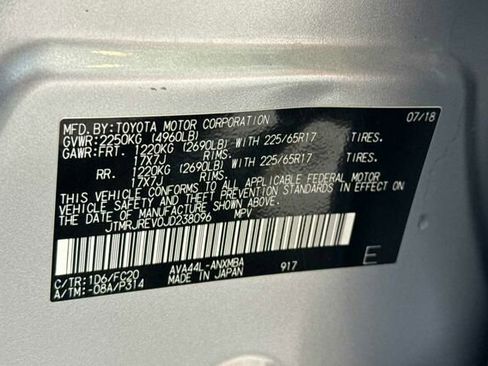 MFD.BY:TOYOTA MOTOR CORPORATION 07/18
GVWR:2250KG (4960LB)
GAWR:FRT. 1220KG (2690LB) WITH 225/65R17 TIRES.
17X7J RIMS.
RR. 1220KG (2690LB) WITH 225/65R17 TIRES.
17X7J RIMS.
THIS VEHICLE CONFORMS TO ALL APPLICABLE FEDERAL MOTOR
VEHICLE SAFETY AND THEFT PREVENTION STANDARDS IN EFFECT ON
THE DATE OF MANUFACTURE SHOWN ABOVE.
JTMRJREV0JD238096 MPV
C/TR:1D6/FC20 AVA44L-ANXMBA 917 E
A/TM:-08A/P314 MADE IN JAPAN